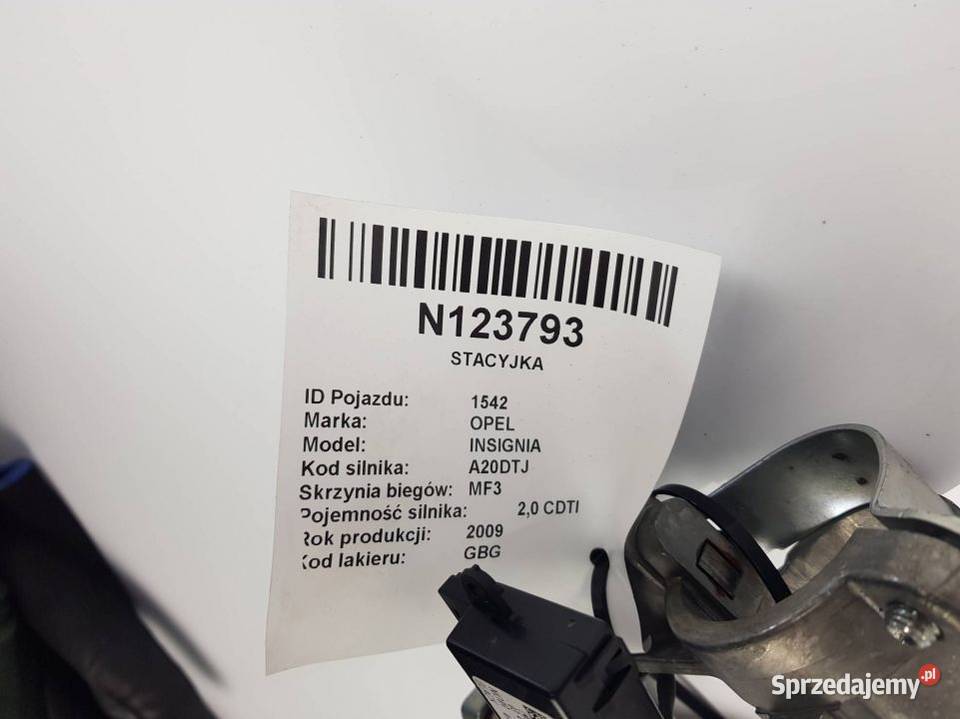 N123793
STACYJKA
ID Pojazdu: 1542
Marka: OPEL
Model: INSIGNIA
Kod silnika: A20DTJ
Skrzynia biegów: MF3
Pojemność silnika: 2,0 CDTI
Rok produkcji: 2009
Kod lakieru: GBG
Sprzedajemy.pl